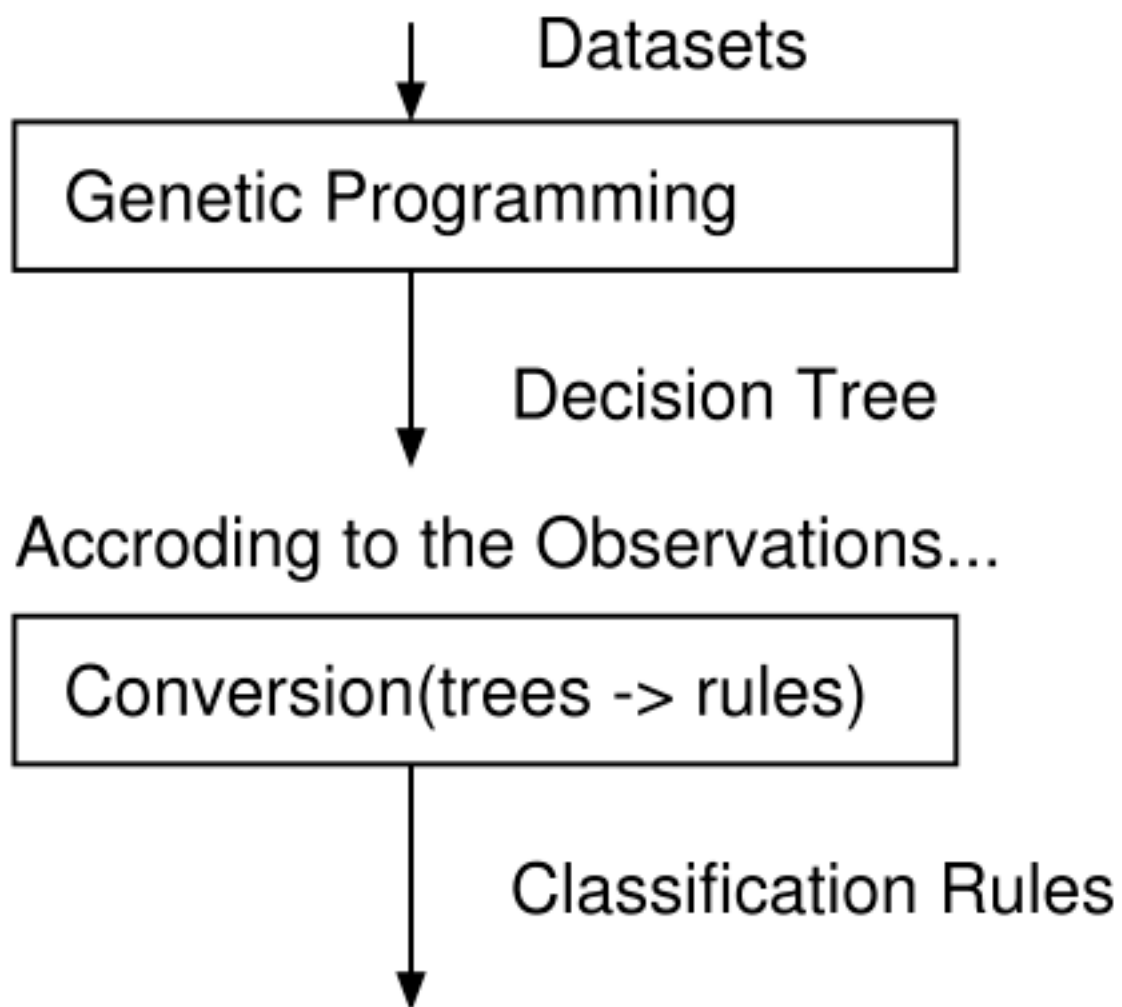 Datasets
Genetic Programming
Decision Tree
Accroding to the Observations...
Conversion(trees -> rules)
Classification Rules